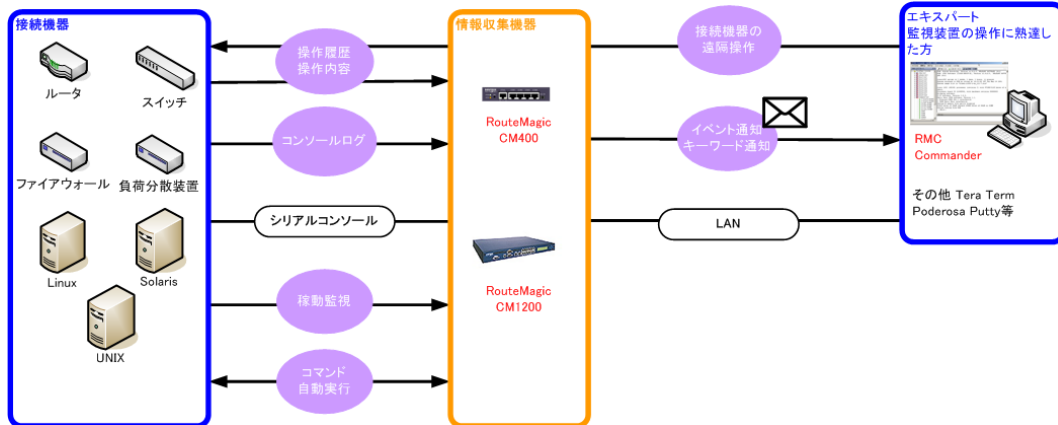 接続機器
ルータ
スイッチ
ファイアウォール
負荷分散装置
Linux
Solaris
UNIX
操作履歴
操作内容
コンソールログ
シリアルコンソール
稼動監視
コマンド
自動実行
情報収集機器
RouteMagic
CM400
RouteMagic
CM1200
接続機器の
遠隔操作
イベント通知
キーワード通知
LAN
エキスパート
監視装置の操作に熟達し
た方
RMC
Commander
その他 Tera Term
Poderosa Putty等